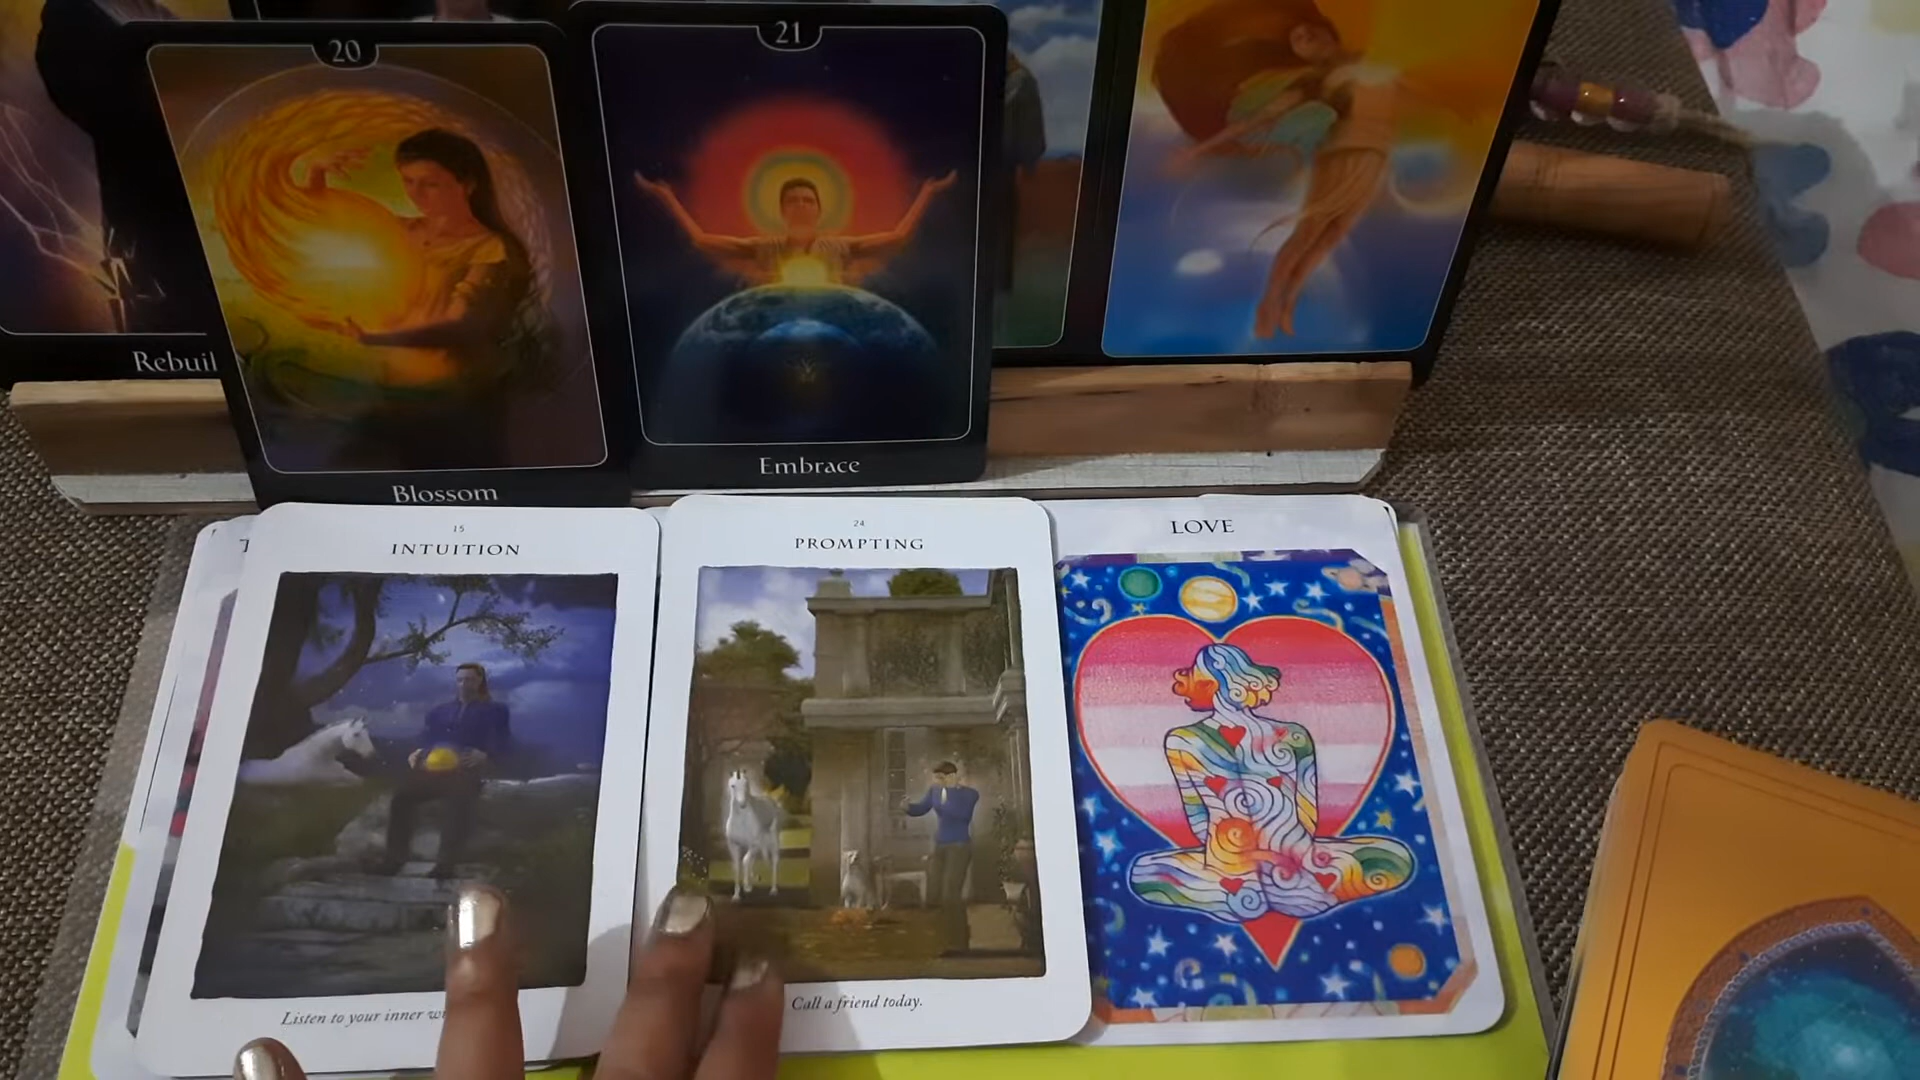 20
21
Rebuil
Blossom
Embrace
15
INTUITION
24
PROMPTING
LOVE
Listen to your inner
Call a friend today.